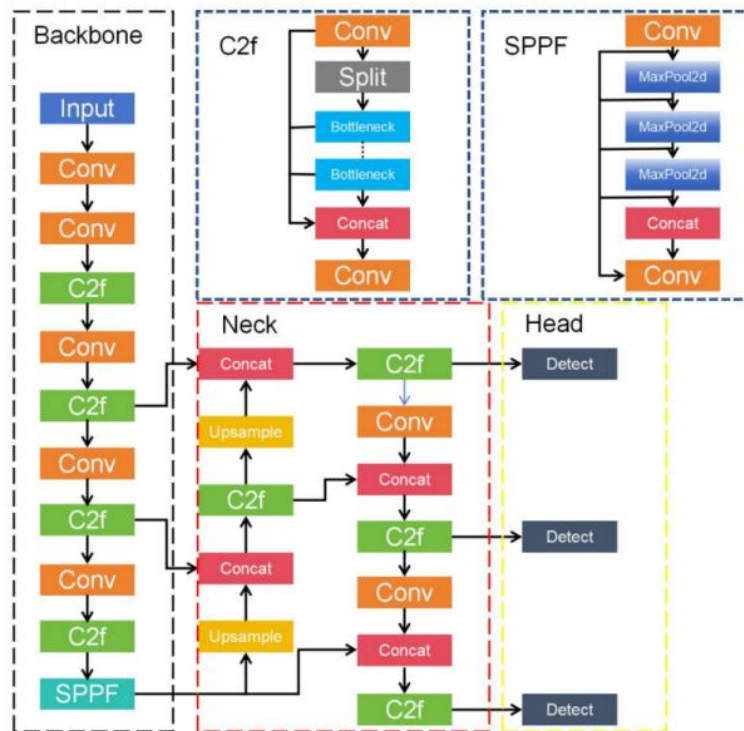 Backbone
Input
Conv
Conv
C2f
Conv
C2f
Conv
C2f
Conv
C2f
SPPF
C2f
Conv
Split
Bottleneck
Bottleneck
Concat
Conv
SPPF
Conv
MaxPool2d
MaxPool2d
MaxPool2d
Concat
Conv
Neck
Concat
Upsample
C2f
Concat
Upsample
C2f
Conv
Concat
C2f
Conv
Concat
C2f
Head
Detect
Detect
Detect